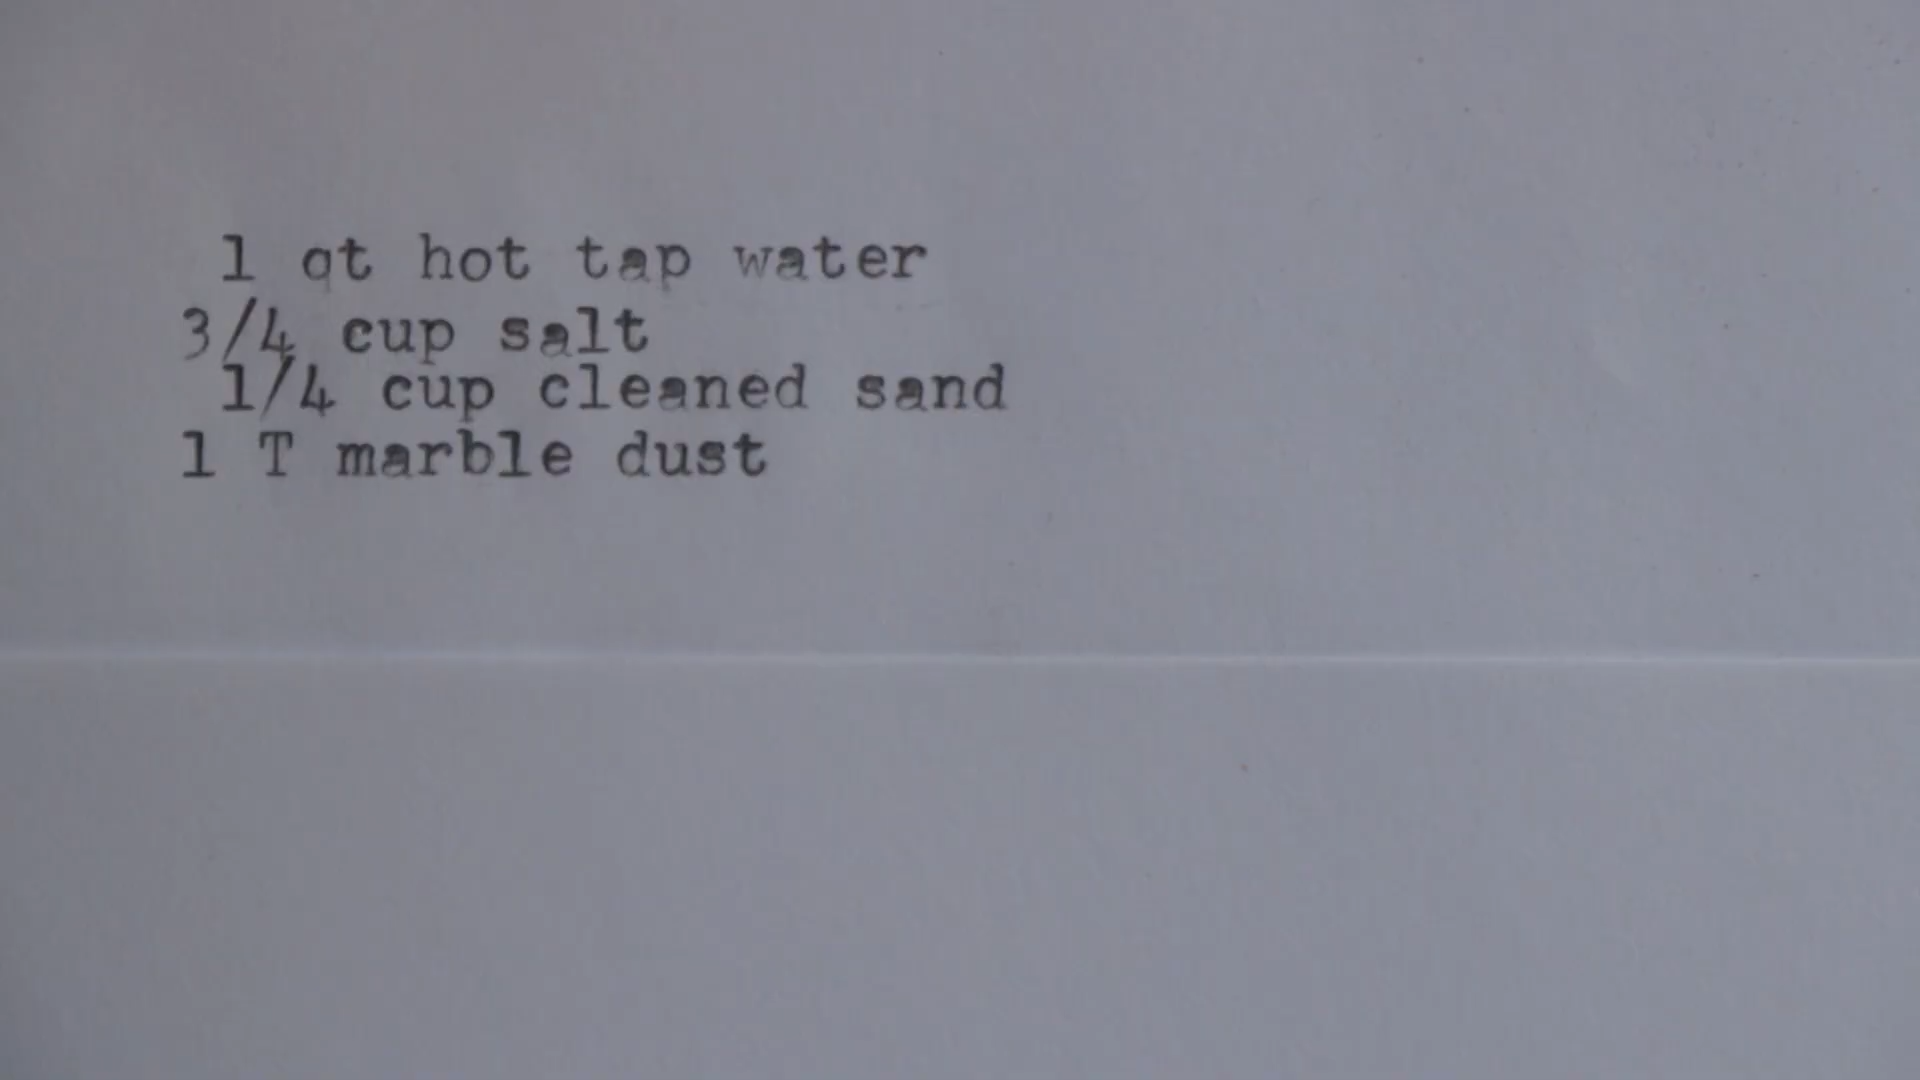 1 qt hot tap water
3/4 cup salt
1/4 cup cleaned sand
1 T marble dust